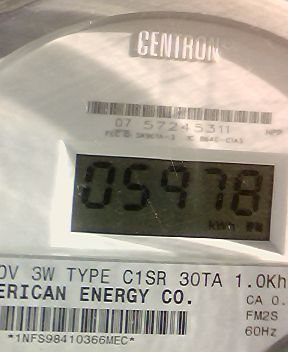 CENTRON®
07 57245311
05978
kWh
0V 3W TYPE C1SR 30TA 1.0Kh
ERICAN ENERGY CO.
CA 0.
FM2S
60Hz
*1NFS98410366MEC*